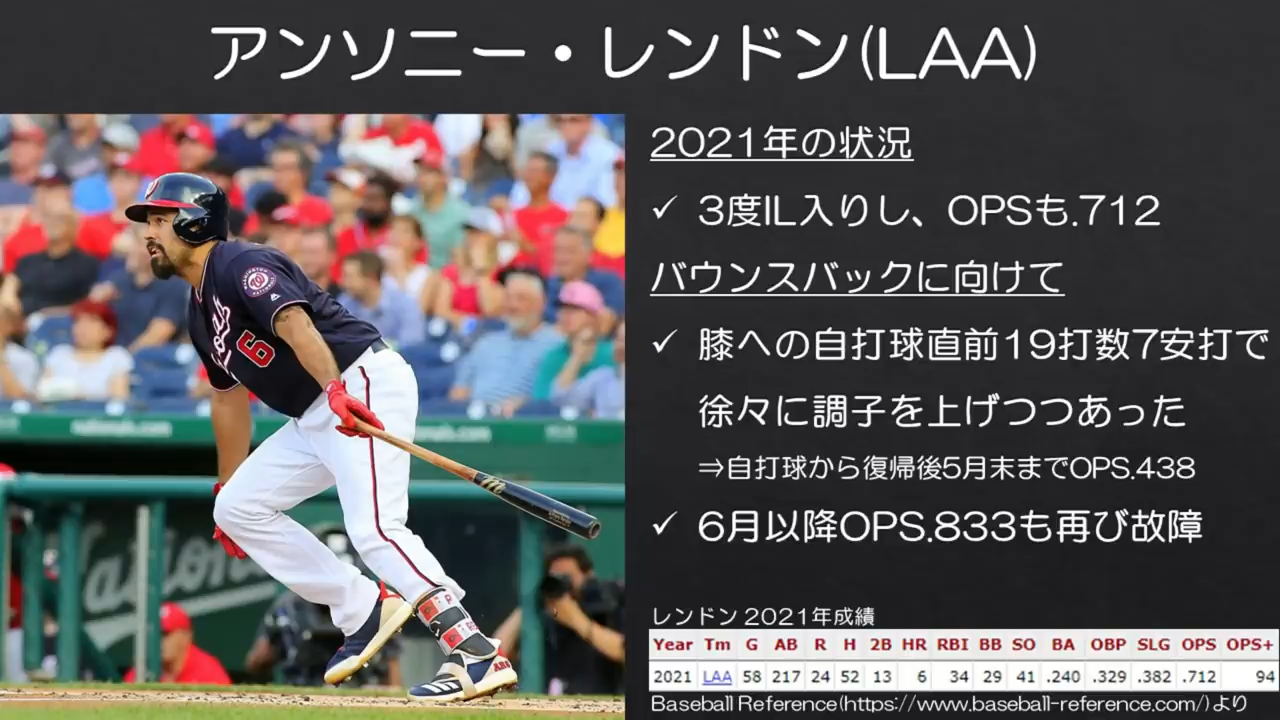 アンソニー・レンドン(LAA)
2021年の状況
✓ 3度IL入りし、OPSも.712
バウンスバックに向けて
✓ 膝への自打球直前19打数7安打で
徐々に調子を上げつつあった
⇒自打球から復帰後5月末までOPS.438
✓ 6月以降OPS.833も再び故障
レンドン 2021年成績
Year Tm G AB R H 2B HR RBI BB SO BA OBP SLG OPS OPS+
2021 LAA 58 217 24 52 13 6 34 29 41 .240 .329 .382 .712 94
Baseball Reference(https://www.baseball-reference.com/)より
6